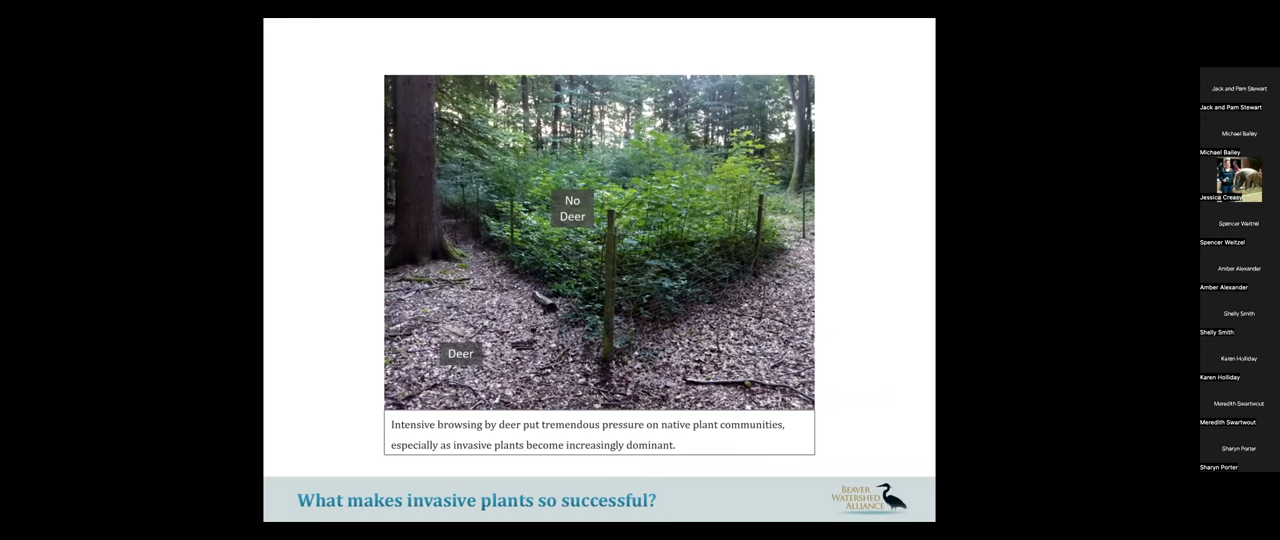 No
Deer
Deer
Intensive browsing by deer put tremendous pressure on native plant communities,
especially as invasive plants become increasingly dominant.
What makes invasive plants so successful?
BEAVER
WATERSHED
ALLIANCE
Jack and Pam Stewart
Jack and Pam Stewart
Michael Bailey
Michael Bailey
Jessica Creasy
Spencer Weitzel
Spencer Weitzel
Amber Alexander
Amber Alexander
Shelly Smith
Shelly Smith
Karen Holliday
Karen Holliday
Meredith Swartwout
Meredith Swartwout
Sharyn Porter
Sharyn Porter